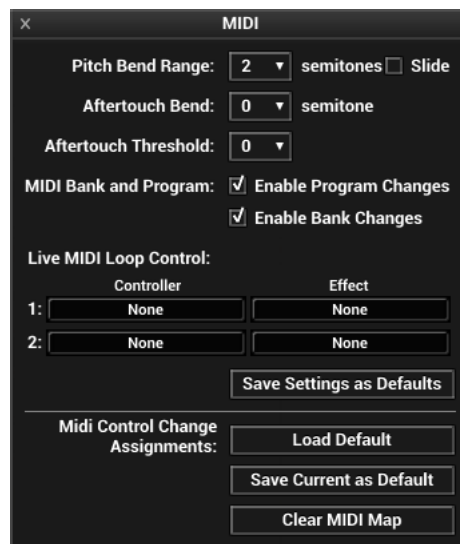 X MIDI
Pitch Bend Range: 2 semitones Slide
Aftertouch Bend: 0 semitone
Aftertouch Threshold: 0
MIDI Bank and Program: Enable Program Changes
Enable Bank Changes
Live MIDI Loop Control:
Controller Effect
1: None None
2: None None
Save Settings as Defaults
Midi Control Change
Assignments: Load Default
Save Current as Default
Clear MIDI Map